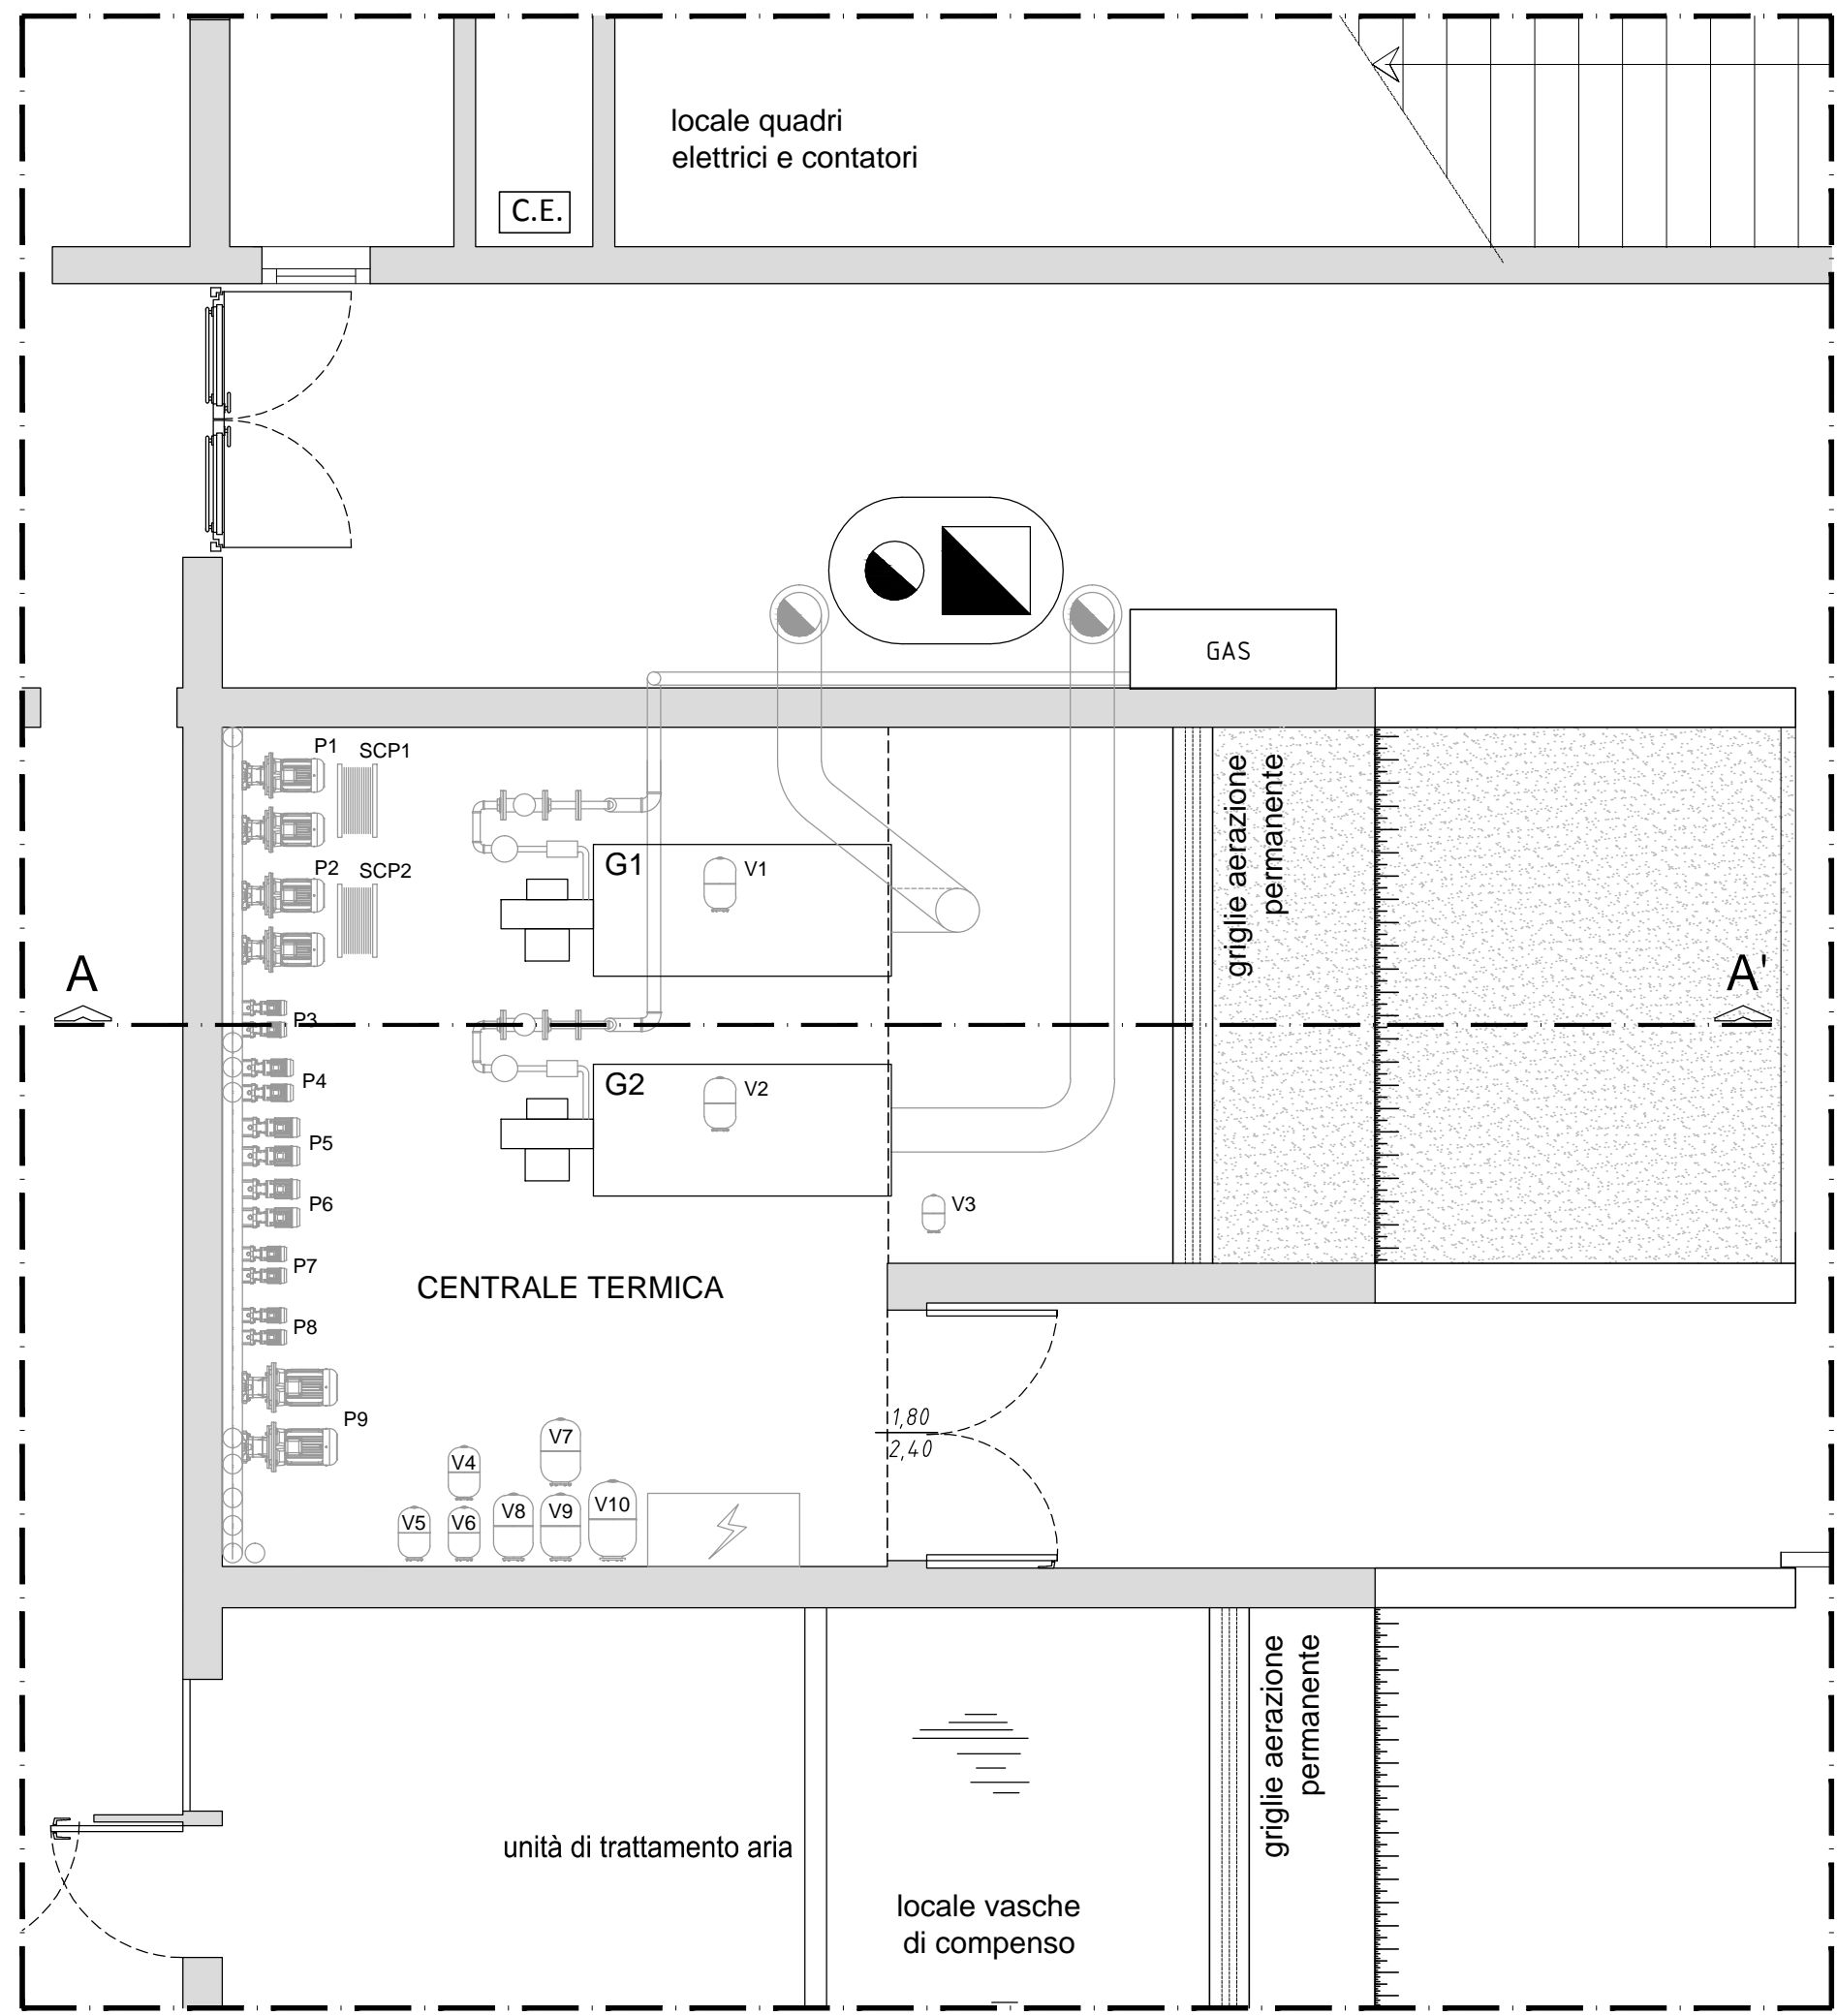 locale quadri
elettrici e contatori
C.E.
GAS
P1
SCP1
P2
SCP2
G1
V1
griglie aerazione
permanente
A
A'
P3
P4
G2
V2
P5
P6
V3
P7
CENTRALE TERMICA
P8
P9
1,80
2,40
V7
V4
V10
V5
V6
V8
V9
griglie aerazione
permanente
unità di trattamento aria
locale vasche
di compenso